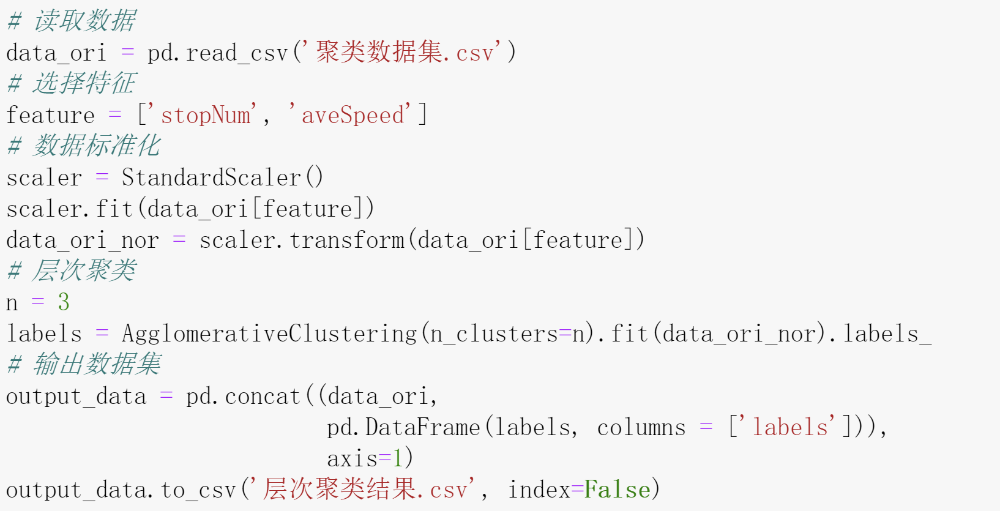 # 读取数据
data_ori = pd.read_csv('聚类数据集.csv')
# 选择特征
feature = ['stopNum', 'aveSpeed']
# 数据标准化
scaler = StandardScaler()
scaler.fit(data_ori[feature])
data_ori_nor = scaler.transform(data_ori[feature])
# 层次聚类
n = 3
labels = AgglomerativeClustering(n_clusters=n).fit(data_ori_nor).labels_
# 输出数据集
output_data = pd.concat((data_ori,
                         pd.DataFrame(labels, columns = ['labels'])),
                         axis=1)
output_data.to_csv('层次聚类结果.csv', index=False)